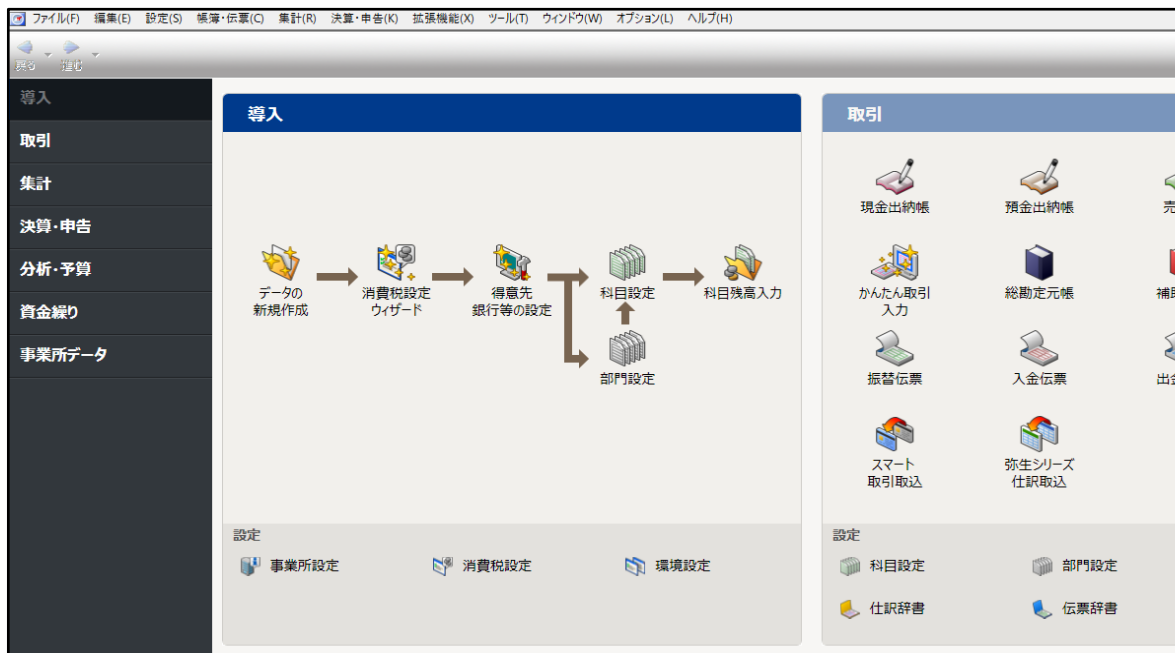 ファイル(F) 編集(E) 設定(S) 帳簿・伝票(C) 集計(R) 決算・申告(K) 拡張機能(X) ツール(T) ウィンドウ(W) オプション(L) ヘルプ(H)
戻る 進む
導入
取引
集計
決算・申告
分析・予算
資金繰り
事業所データ
導入
データの
新規作成
消費税設定
ウィザード
得意先
銀行等の設定
科目設定
科目残高入力
部門設定
設定
事業所設定
消費税設定
環境設定
取引
現金出納帳
預金出納帳
売
かんたん取引
入力
総勘定元帳
補
振替伝票
入金伝票
出
スマート
取引取込
弥生シリーズ
仕訳取込
設定
科目設定
部門設定
仕訳辞書
伝票辞書